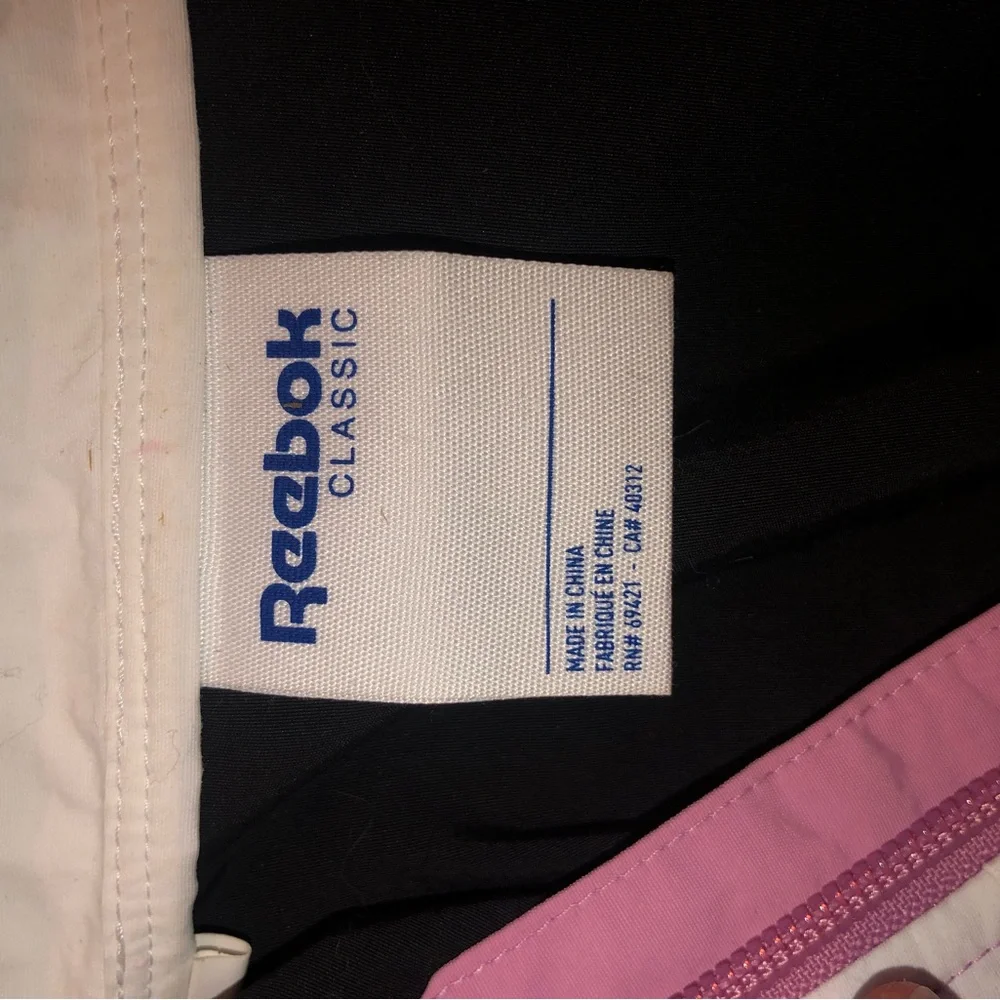 Reebok
CLASSIC
MADE IN CHINA
FABRIQUÉ EN CHINE
RN# 69421 - CA# 40312